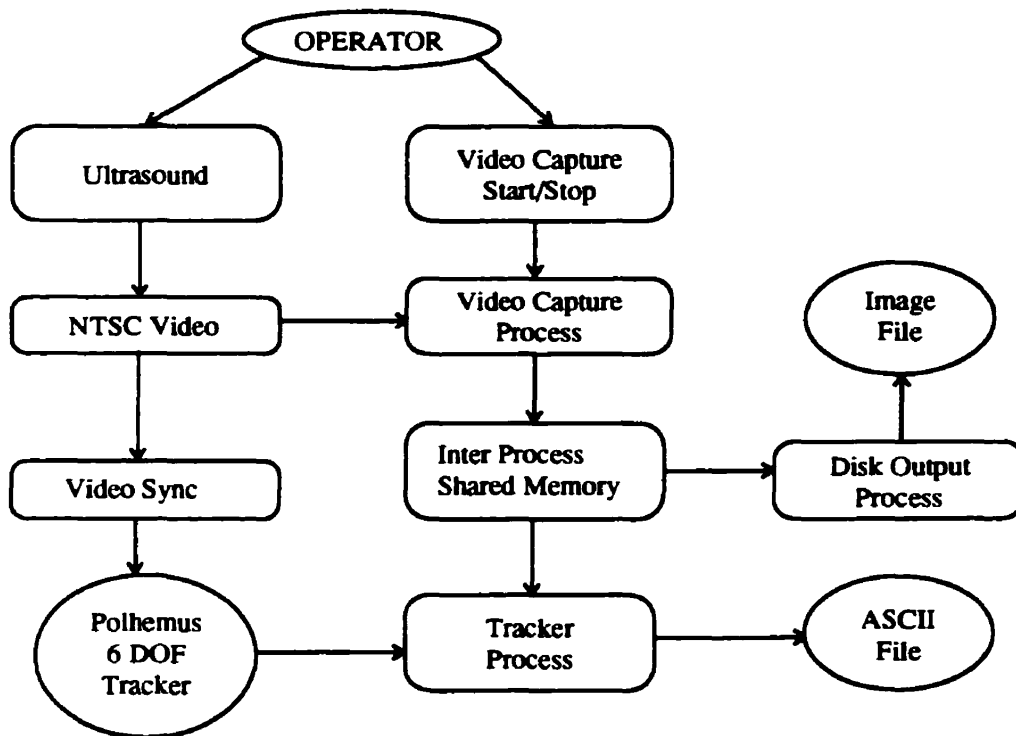 OPERATOR
Ultrasound
Video Capture
Start/Stop
NTSC Video
Video Capture
Process
Image
File
Video Sync
Inter Process
Shared Memory
Disk Output
Process
Polhemus
6 DOF
Tracker
Tracker
Process
ASCII
File